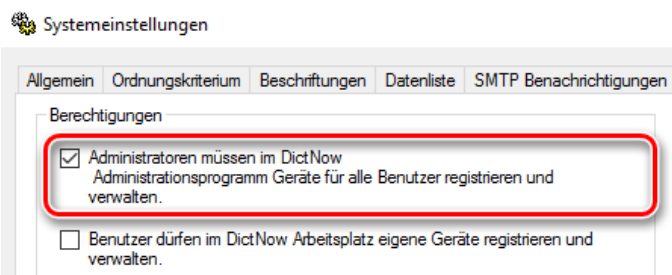 Systemeinstellungen
Allgemein Ordnungskriterium Beschriftungen Datenliste SMTP Benachrichtigungen
Berechtigungen
Administratoren müssen im DictNow
Administrationsprogramm Geräte für alle Benutzer registrieren und
verwalten.
Benutzer dürfen im DictNow Arbeitsplatz eigene Geräte registrieren und
verwalten.